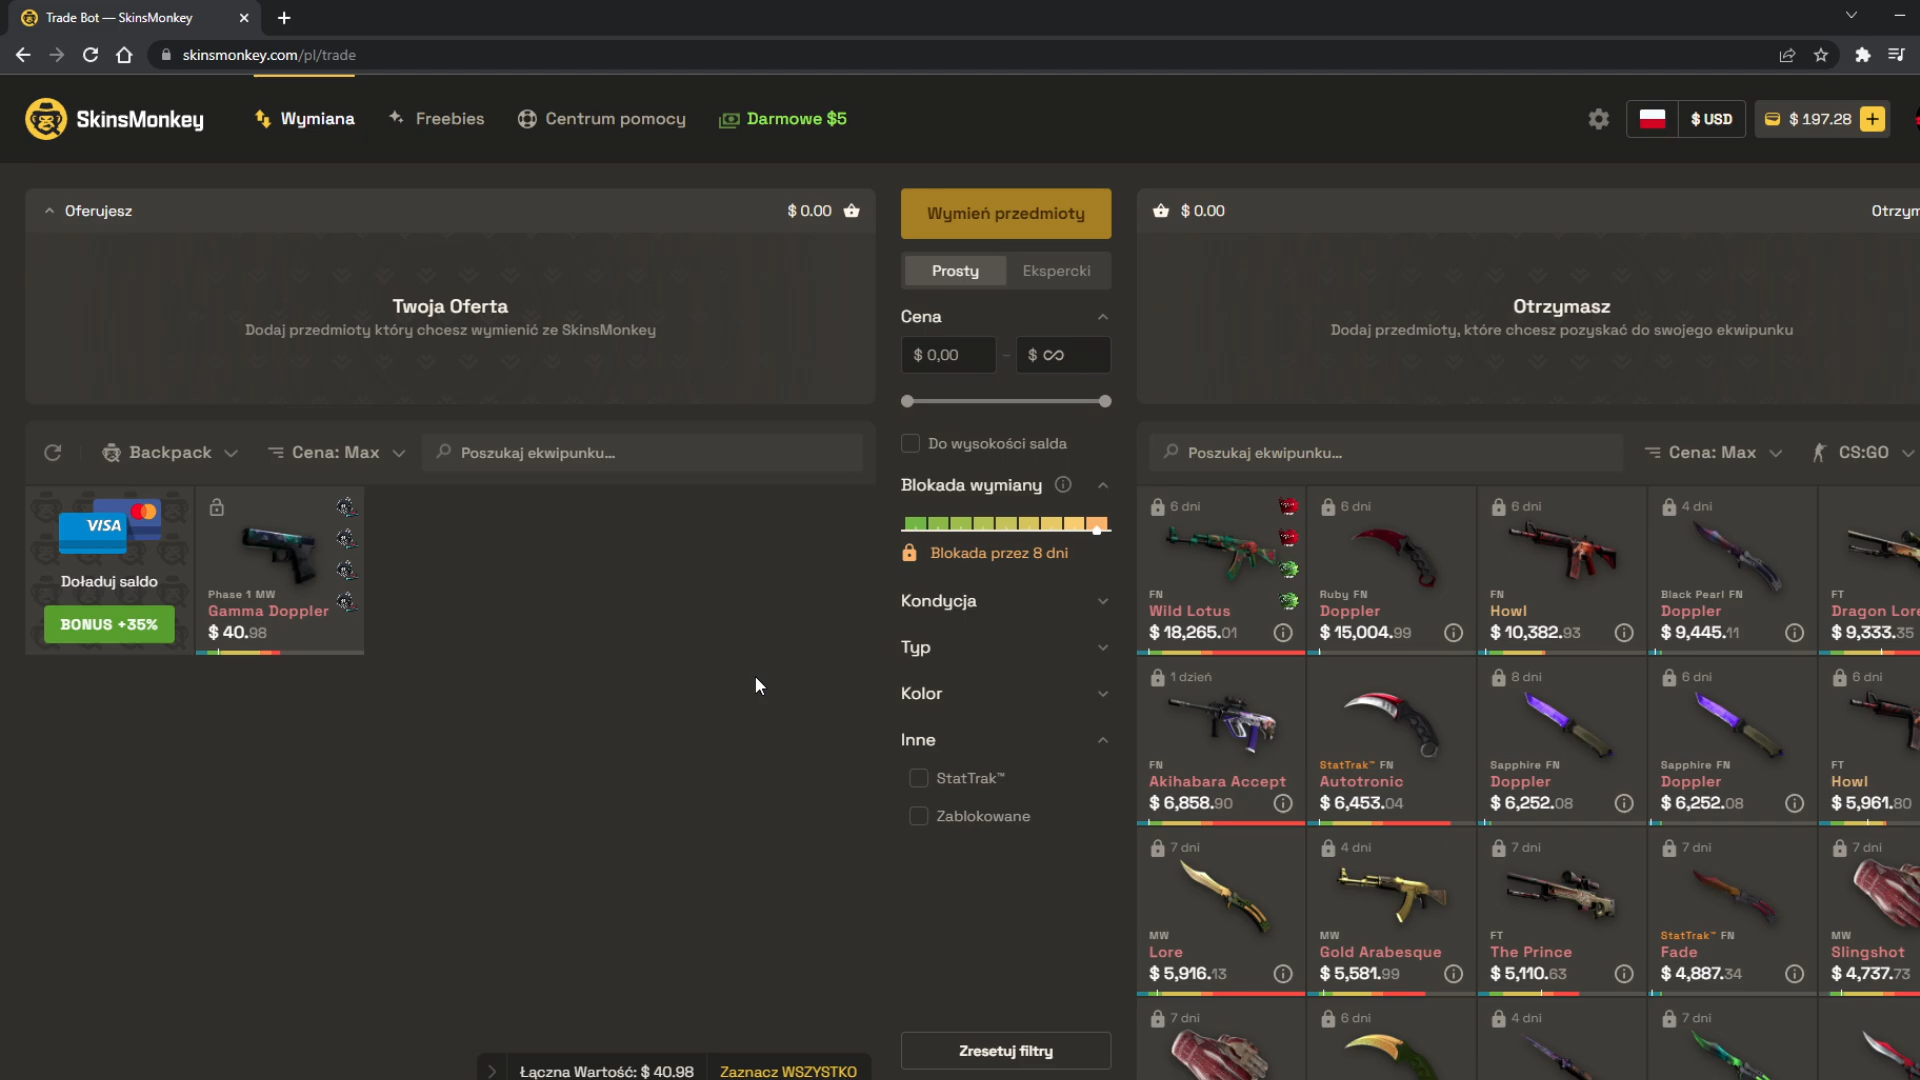 Trade Bot — SkinsMonkey
skinsmonkey.com/pl/trade
SkinsMonkey
Wymiana
Freebies
Centrum pomocy
Darmowe $5
$ USD
$ 197.28
Oferujesz
$ 0.00
Twoja Oferta
Dodaj przedmioty który chcesz wymienić ze SkinsMonkey
Wymień przedmioty
Prosty
Ekspercki
Cena
$ 0,00
–
$ ∞
Do wysokości salda
Blokada wymiany
Blokada przez 8 dni
Kondycja
Typ
Kolor
Inne
StatTrak™
Zablokowane
Zresetuj filtry
$ 0.00
Otrzym
Otrzymasz
Dodaj przedmioty, które chcesz pozyskać do swojego ekwipunku
Backpack
Cena: Max
Poszukaj ekwipunku...
VISA
Doładuj saldo
BONUS +35%
Phase 1 MW
Gamma Doppler
$ 40.98
Łączna Wartość: $ 40.98
Zaznacz WSZYSTKO
Poszukaj ekwipunku...
Cena: Max
CS:GO
6 dni
FN
Wild Lotus
$ 18,265.01
6 dni
Ruby FN
Doppler
$ 15,004.99
6 dni
FN
Howl
$ 10,382.93
4 dni
Black Pearl FN
Doppler
$ 9,445.11
FT
Dragon Lore
$ 9,333.35
1 dzień
FN
Akihabara Accept
$ 6,858.90
StatTrak™ FN
Autotronic
$ 6,453.04
8 dni
Sapphire FN
Doppler
$ 6,252.08
6 dni
Sapphire FN
Doppler
$ 6,252.08
6 dni
FT
Howl
$ 5,961.80
7 dni
MW
Lore
$ 5,916.13
4 dni
MW
Gold Arabesque
$ 5,581.99
7 dni
FT
The Prince
$ 5,110.63
7 dni
StatTrak™ FN
Fade
$ 4,887.34
7 dni
MW
Slingshot
$ 4,737.73
7 dni
6 dni
4 dni
7 dni